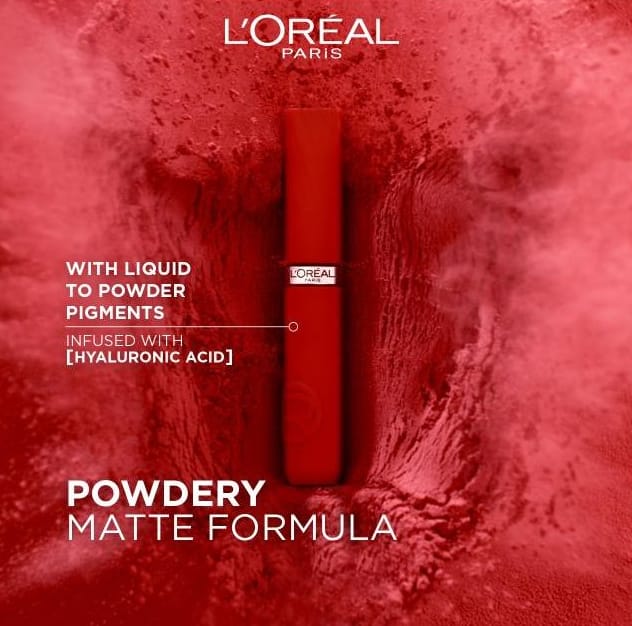 L'ORÉAL
PARIS
L'ORÉAL
PARIS
WITH LIQUID
TO POWDER
PIGMENTS
INFUSED WITH
[HYALURONIC ACID]
POWDERY
MATTE FORMULA